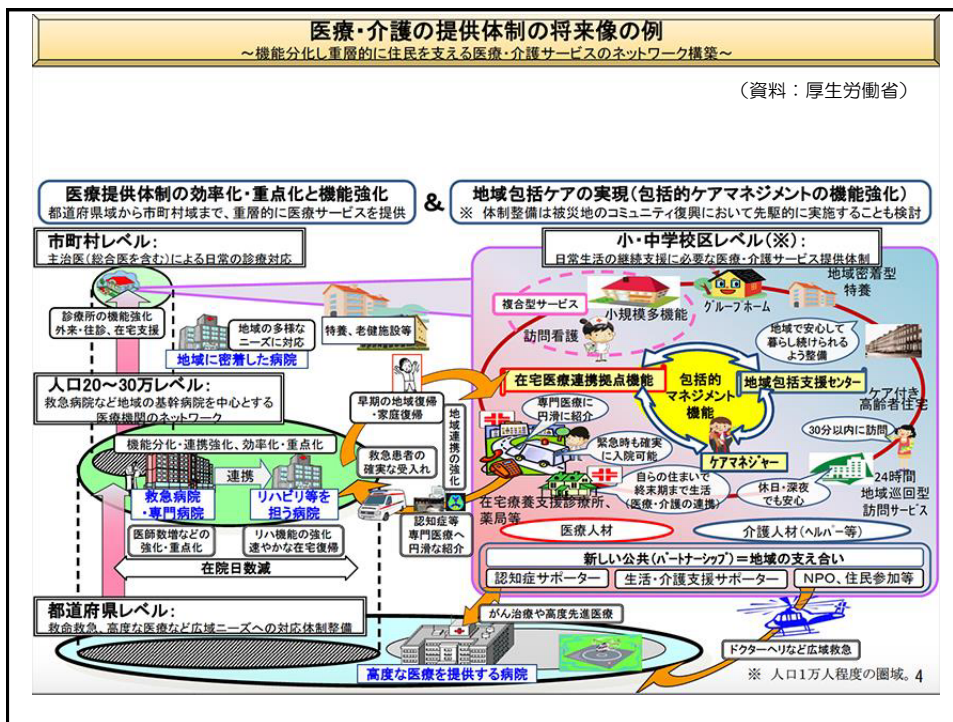 医療・介護の提供体制の将来像の例
~機能分化し重層的に住民を支える医療・介護サービスのネットワーク構築~
（資料：厚生労働省）
医療提供体制の効率化・重点化と機能強化
都道府県域から市町村域まで、重層的に医療サービスを提供
&
地域包括ケアの実現(包括的ケアマネジメントの機能強化)
※ 体制整備は被災地のコミュニティ復興において先駆的に実施することも検討
市町村レベル：
主治医(総合医を含む)による日常の診療対応
診療所の機能強化
外来・往診、在宅支援
地域の多様な
ニーズに対応
地域に密着した病院
特養、老健施設等
人口20~30万レベル：
救急病院など地域の基幹病院を中心とする
医療機関のネットワーク
早期の地域復帰
・家庭復帰
機能分化・連携強化、効率化・重点化
連携
救急病院
・専門病院
リハビリ等を
担う病院
救急患者の
確実な受入れ
地域連携の強化
認知症等
専門医療へ
円滑な紹介
医師数増などの
強化・重点化
リハ機能の強化
速やかな在宅復帰
在院日数減
都道府県レベル：
救命救急、高度な医療など広域ニーズへの対応体制整備
がん治療や高度先進医療
高度な医療を提供する病院
ドクターヘリなど広域救急
小・中学校区レベル(※)：
日常生活の継続支援に必要な医療・介護サービス提供体制
複合型サービス
小規模多機能
訪問看護
グループホーム
地域密着型
特養
地域で安心して
暮らし続けられる
よう整備
在宅医療連携拠点機能
包括的
マネジメント
機能
地域包括支援センター
ケア付き
高齢者住宅
専門医療に
円滑に紹介
緊急時も確実
に入院可能
ケアマネジャー
30分以内に訪問
自らの住まいで
終末期まで生活
(医療・介護の連携)
休日・深夜
でも安心
24時間
地域巡回型
訪問サービス
在宅療養支援診療所、
薬局等
医療人材
介護人材(ヘルパー等)
新しい公共(パートナーシップ)=地域の支え合い
認知症サポーター
生活・介護支援サポーター
NPO、住民参加等
※ 人口1万人程度の圏域。
4